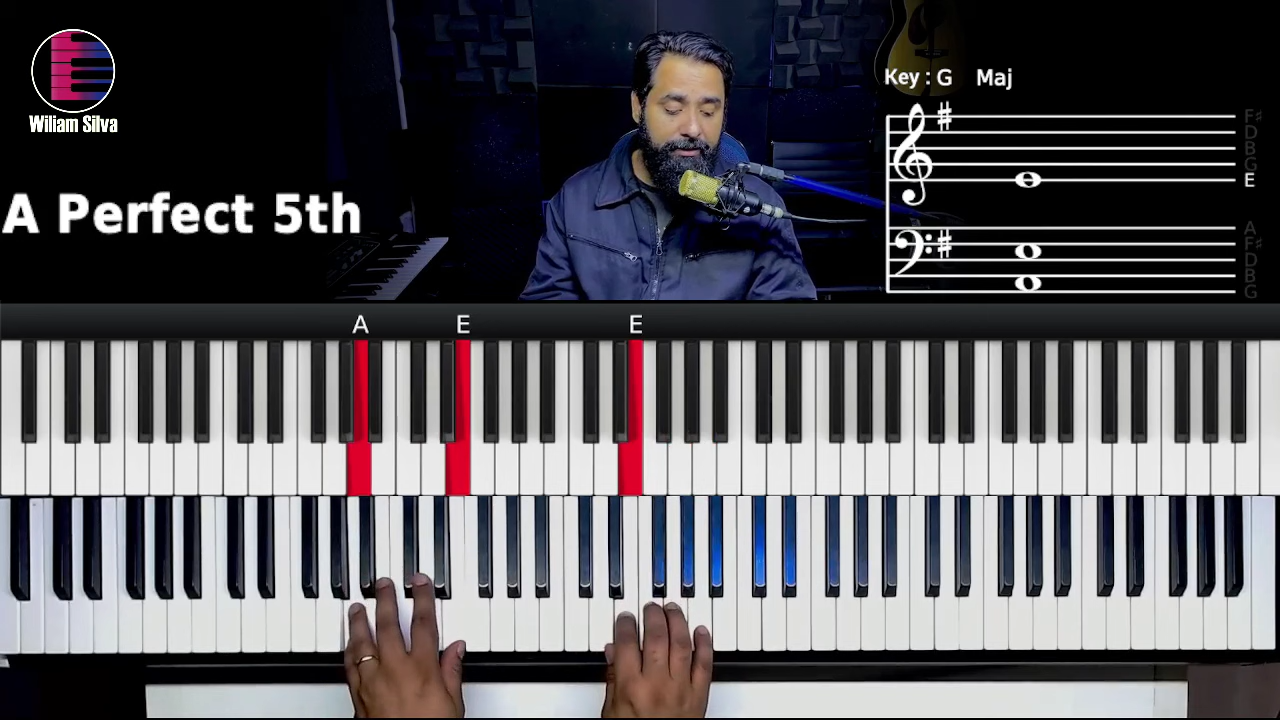 Wiliam Silva
A Perfect 5th
Key : G Maj
F♯
D
B
G
E
A
F♯
D
B
G
A E E